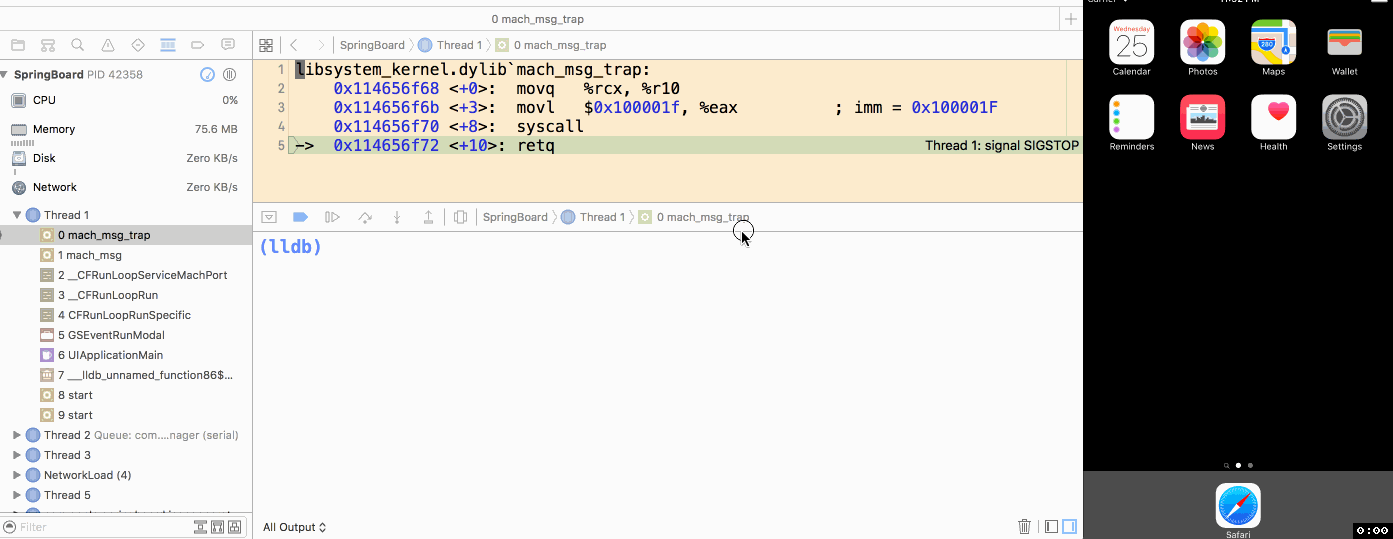 0 mach_msg_trap
SpringBoard Thread 1 0 mach_msg_trap
SpringBoard PID 42358
CPU 0%
Memory 75.6 MB
Disk Zero KB/s
Network Zero KB/s
Thread 1
0 mach_msg_trap
1 mach_msg
2 __CFRunLoopServiceMachPort
3 __CFRunLoopRun
4 CFRunLoopRunSpecific
5 GSEventRunModal
6 UIApplicationMain
7 ___lldb_unnamed_function86$...
8 start
9 start
Thread 2 Queue: com....nager (serial)
Thread 3
NetworkLoad (4)
Thread 5
Filter
1 libsystem_kernel.dylib`mach_msg_trap:
2 0x114656f68 <+0>: movq %rcx, %r10
3 0x114656f6b <+3>: movl $0x100001f, %eax ; imm = 0x100001F
4 0x114656f70 <+8>: syscall
5 -> 0x114656f72 <+10>: retq Thread 1: signal SIGSTOP
SpringBoard Thread 1 0 mach_msg_trap
(lldb)
All Output
Wednesday
25
Calendar
Photos
280
Maps
Wallet
Reminders
News
Health
Settings
Safari
0:00